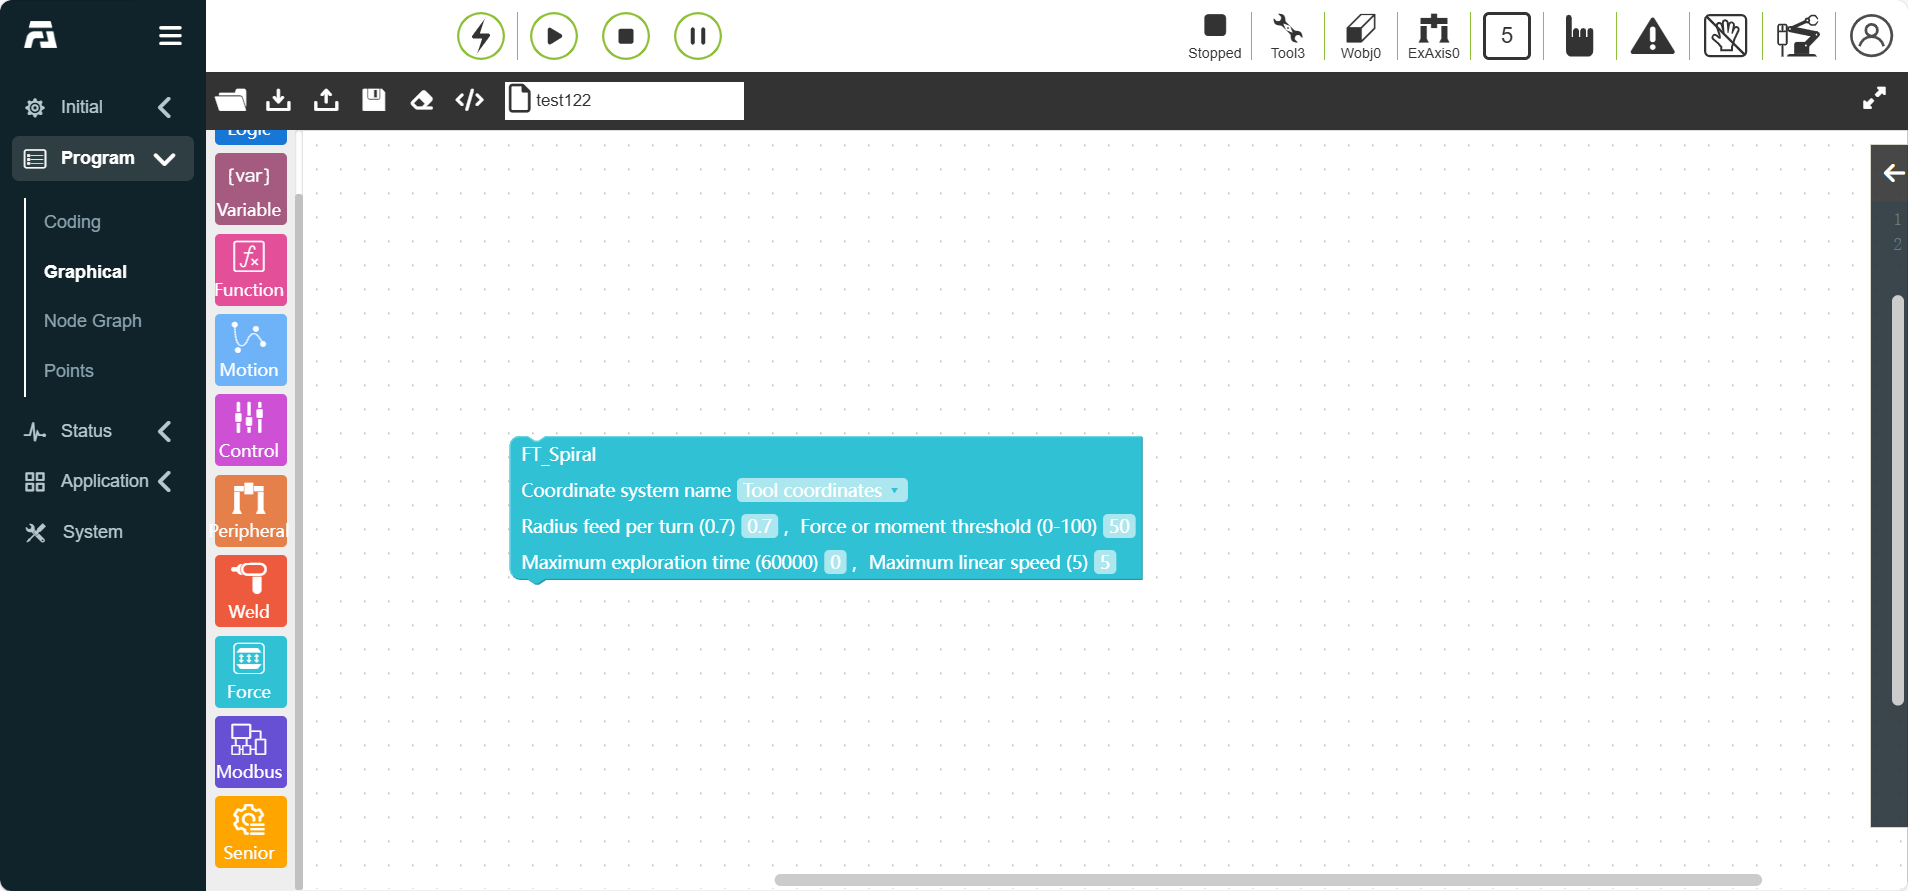 Stopped
Tool3
Wobj0
ExAxis0
5
test122
Initial
Program
Coding
Graphical
Node Graph
Points
Status
Application
System
Logic
{var}
Variable
fx
Function
Motion
Control
Peripheral
Weld
Force
Modbus
Senior
FT_Spiral
Coordinate system name Tool coordinates
Radius feed per turn (0.7) 0.7 , Force or moment threshold (0-100) 50
Maximum exploration time (60000) 0 , Maximum linear speed (5) 5
1
2